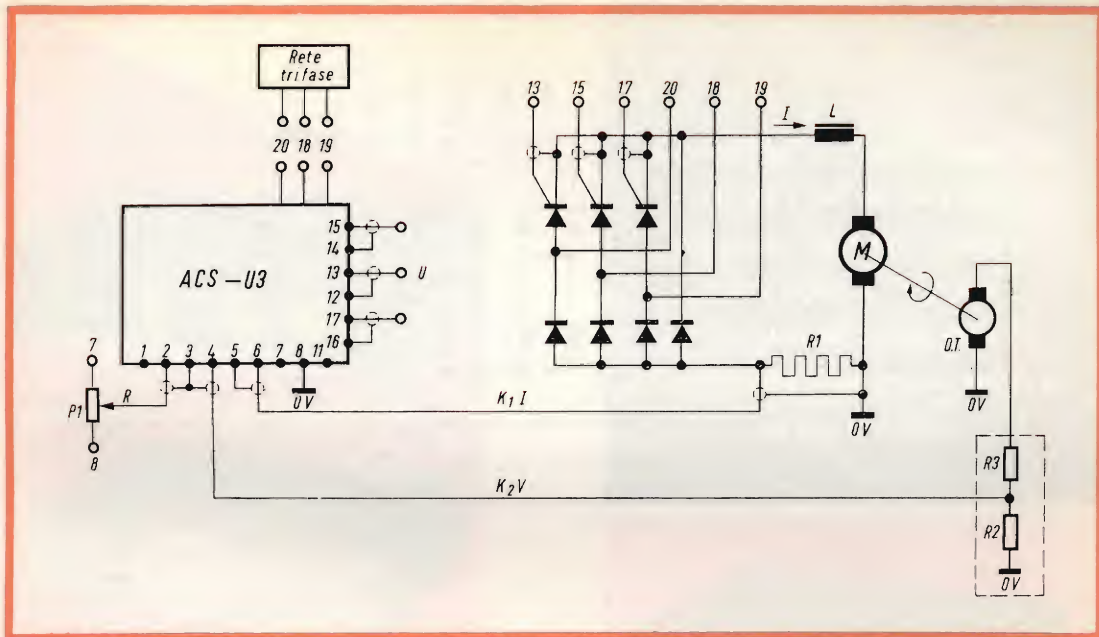 Rete
trifase
20 18 19
ACS-U3
15
14
13 U
12
17
16
1 2 3 4 5 6 7 8 11
0V
7
P1 R
8
13 15 17 20 18 19
I L
M
D.T.
R1
0V
0V
K1 I
K2V
R3
R2
0V